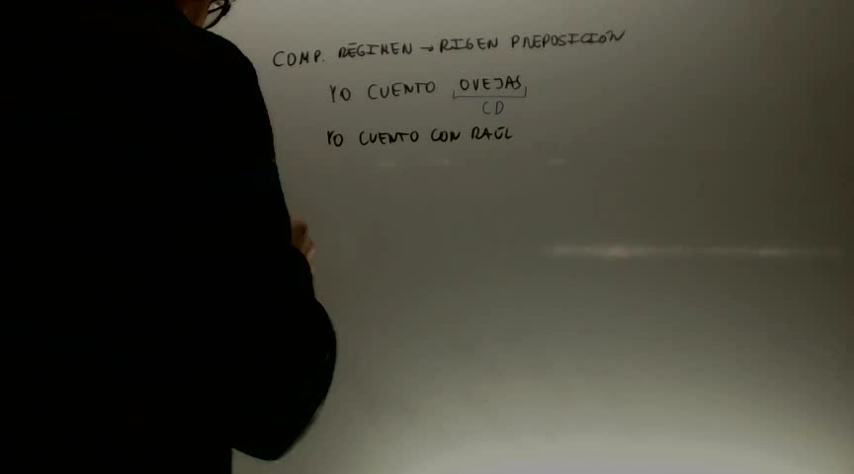 COMP. RÉGIMEN → RIGEN PREPOSICIÓN
YO CUENTO OVEJAS
CD
YO CUENTO CON RAÚL